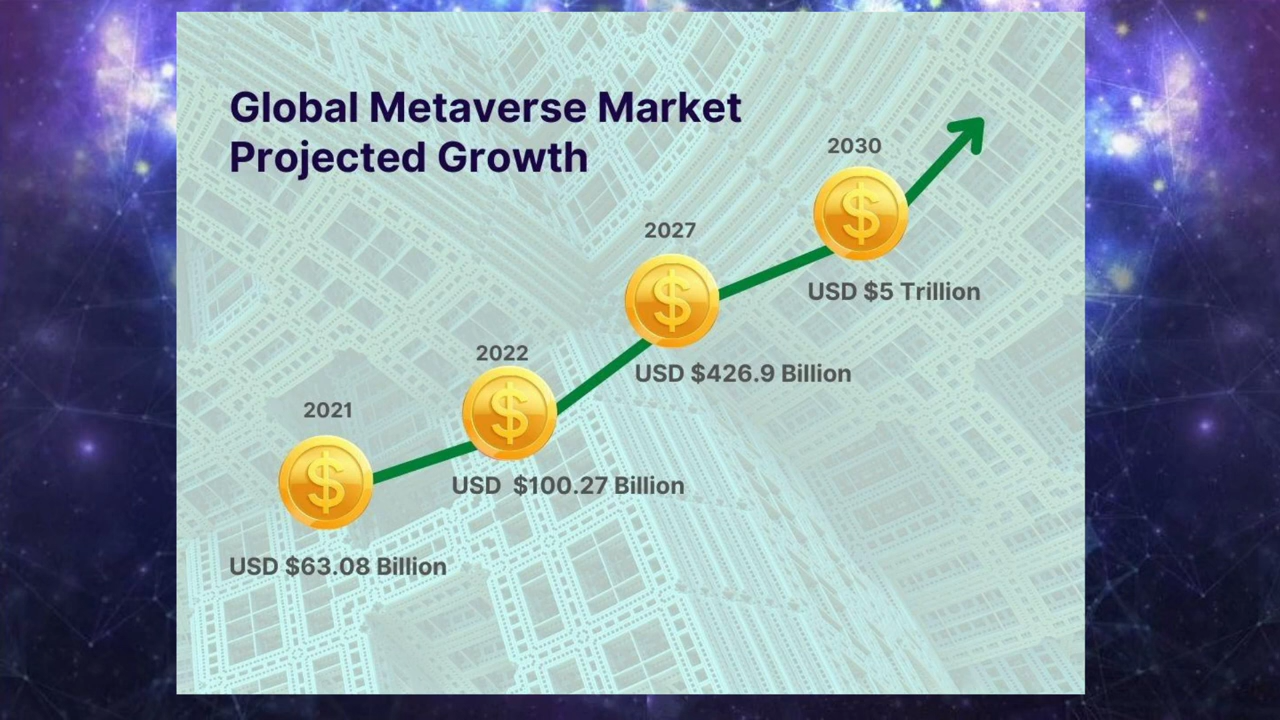 Global Metaverse Market
Projected Growth
2021
USD $63.08 Billion
2022
USD  $100.27 Billion
2027
USD $426.9 Billion
2030
USD $5 Trillion